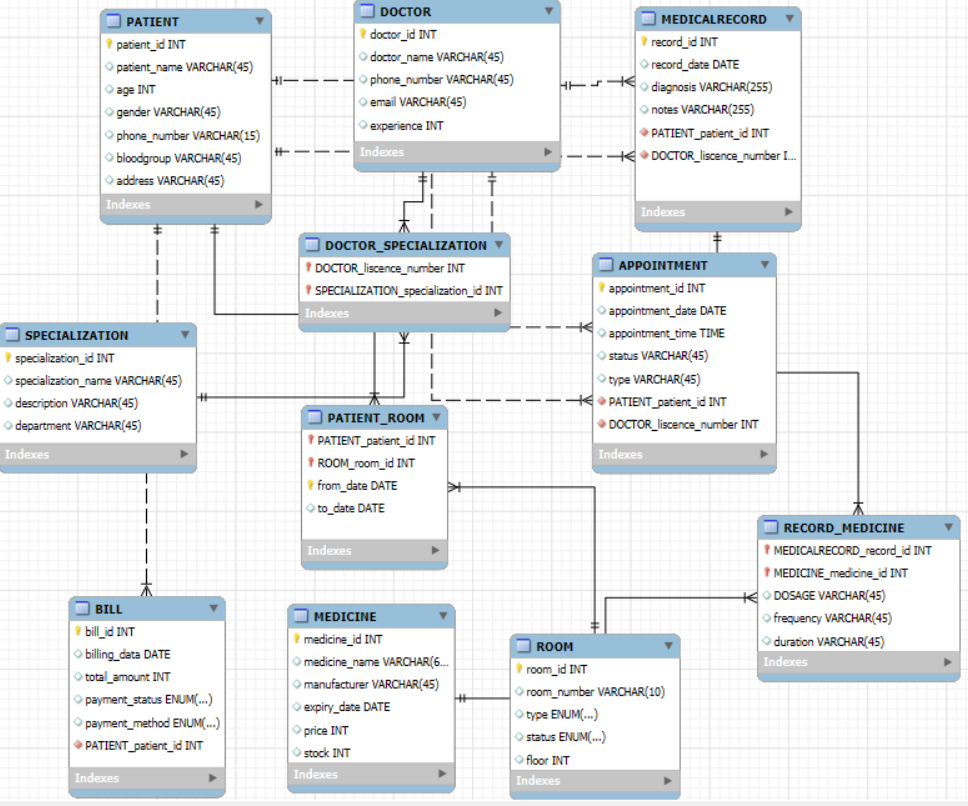 PATIENT
patient_id INT
patient_name VARCHAR(45)
age INT
gender VARCHAR(45)
phone_number VARCHAR(15)
bloodgroup VARCHAR(45)
address VARCHAR(45)
Indexes
DOCTOR
doctor_id INT
doctor_name VARCHAR(45)
phone_number VARCHAR(45)
email VARCHAR(45)
experience INT
Indexes
MEDICALRECORD
record_id INT
record_date DATE
diagnosis VARCHAR(255)
notes VARCHAR(255)
PATIENT_patient_id INT
DOCTOR_liscence_number I...
Indexes
DOCTOR_SPECIALIZATION
DOCTOR_liscence_number INT
SPECIALIZATION_specialization_id INT
Indexes
APPOINTMENT
appointment_id INT
appointment_date DATE
appointment_time TIME
status VARCHAR(45)
type VARCHAR(45)
PATIENT_patient_id INT
DOCTOR_liscence_number INT
Indexes
SPECIALIZATION
specialization_id INT
specialization_name VARCHAR(45)
description VARCHAR(45)
department VARCHAR(45)
Indexes
PATIENT_ROOM
PATIENT_patient_id INT
ROOM_room_id INT
from_date DATE
to_date DATE
Indexes
RECORD_MEDICINE
MEDICALRECORD_record_id INT
MEDICINE_medicine_id INT
DOSAGE VARCHAR(45)
frequency VARCHAR(45)
duration VARCHAR(45)
Indexes
BILL
bill_id INT
billing_data DATE
total_amount INT
payment_status ENUM(...)
payment_method ENUM(...)
PATIENT_patient_id INT
Indexes
MEDICINE
medicine_id INT
medicine_name VARCHAR(6...
manufacturer VARCHAR(45)
expiry_date DATE
price INT
stock INT
Indexes
ROOM
room_id INT
room_number VARCHAR(10)
type ENUM(...)
status ENUM(...)
floor INT
Indexes